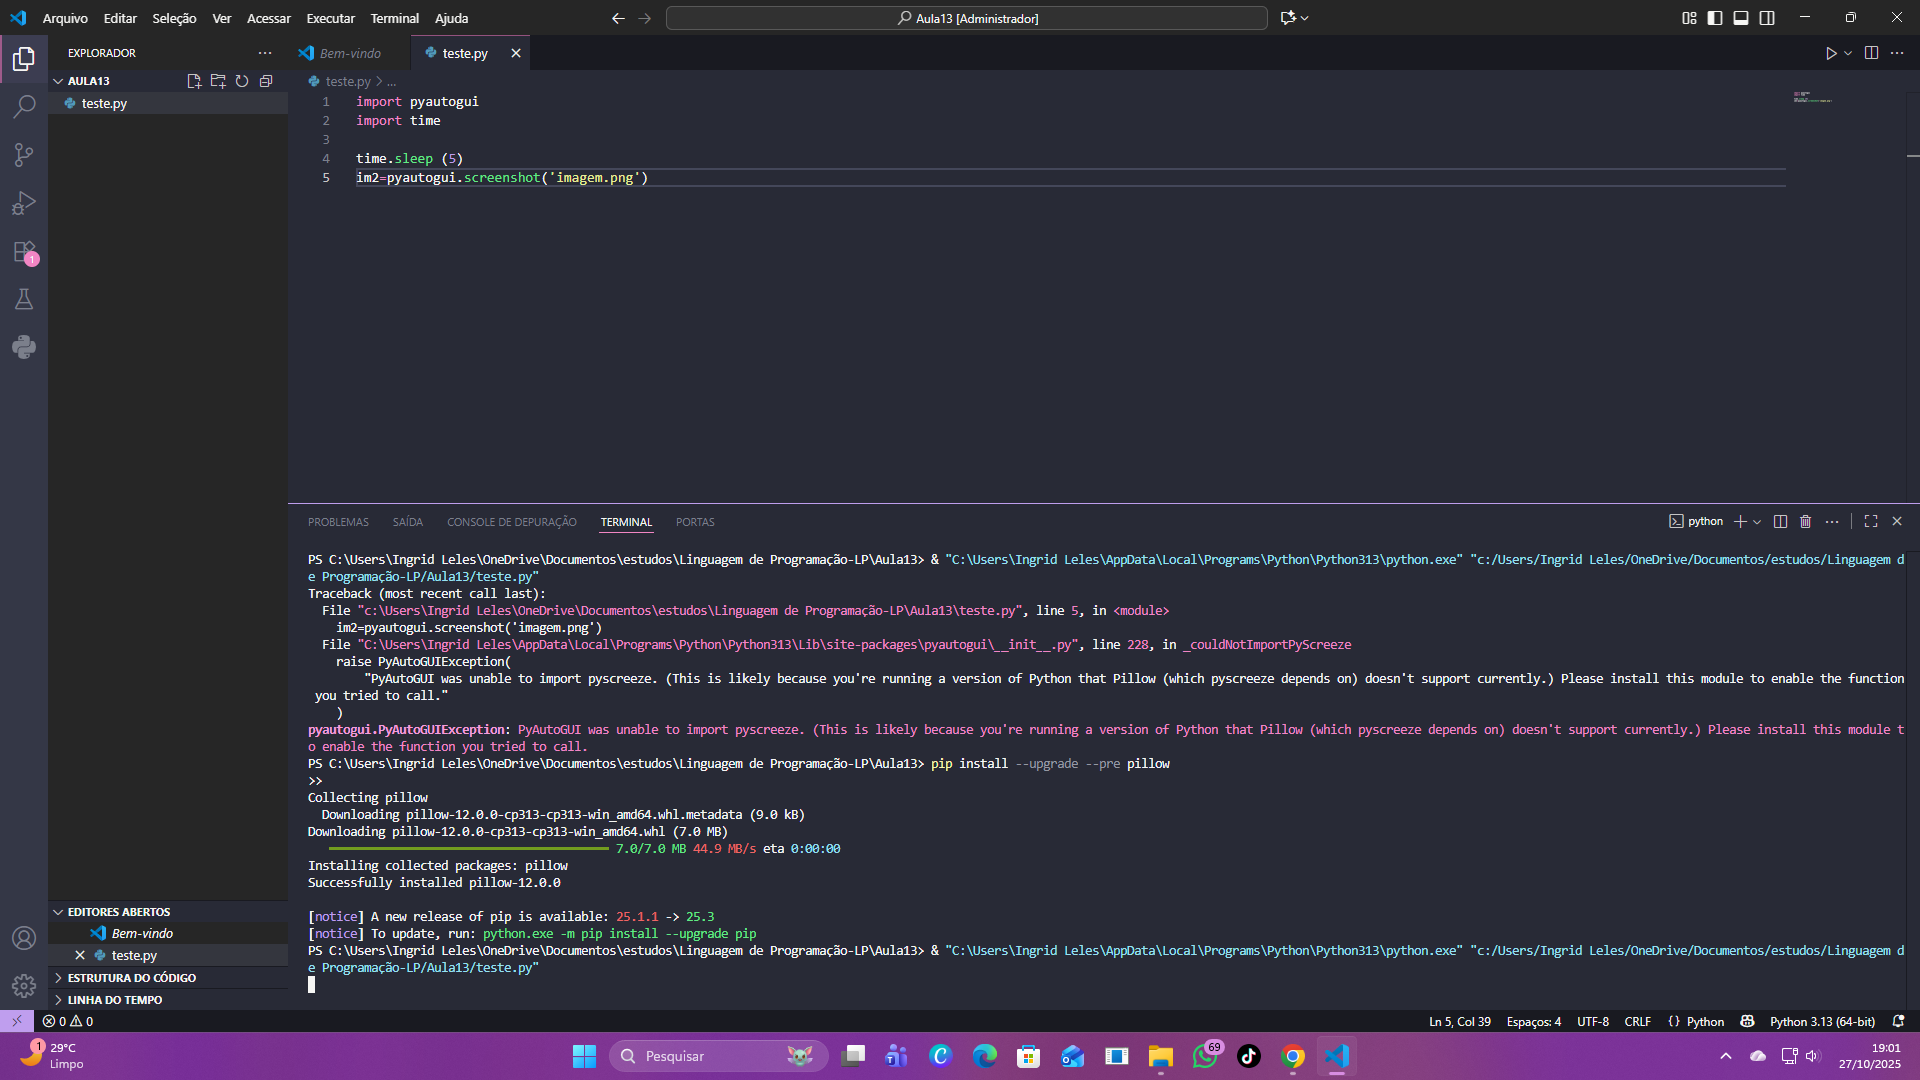 Arquivo Editar Seleção Ver Acessar Executar Terminal Ajuda
Aula13 [Administrador]
EXPLORADOR
Bem-vindo
teste.py
AULA13
teste.py
teste.py > ...
1 import pyautogui
2 import time
3
4 time.sleep (5)
5 im2=pyautogui.screenshot('imagem.png')
1
PROBLEMAS SAÍDA CONSOLE DE DEPURAÇÃO TERMINAL PORTAS
python
PS C:\Users\Ingrid Leles\OneDrive\Documentos\estudos\Linguagem de Programação-LP\Aula13> & "C:\Users\Ingrid Leles\AppData\Local\Programs\Python\Python313\python.exe" "c:/Users/Ingrid Leles/OneDrive/Documentos/estudos/Linguagem d
e Programação-LP/Aula13/teste.py"
Traceback (most recent call last):
File "c:\Users\Ingrid Leles\OneDrive\Documentos\estudos\Linguagem de Programação-LP\Aula13\teste.py", line 5, in <module>
im2=pyautogui.screenshot('imagem.png')
File "C:\Users\Ingrid Leles\AppData\Local\Programs\Python\Python313\Lib\site-packages\pyautogui\__init__.py", line 228, in _couldNotImportPyScreeze
raise PyAutoGUIException(
"PyAutoGUI was unable to import pyscreeze. (This is likely because you're running a version of Python that Pillow (which pyscreeze depends on) doesn't support currently.) Please install this module to enable the function
you tried to call."
)
pyautogui.PyAutoGUIException: PyAutoGUI was unable to import pyscreeze. (This is likely because you're running a version of Python that Pillow (which pyscreeze depends on) doesn't support currently.) Please install this module t
o enable the function you tried to call.
PS C:\Users\Ingrid Leles\OneDrive\Documentos\estudos\Linguagem de Programação-LP\Aula13> pip install --upgrade --pre pillow
>>
Collecting pillow
Downloading pillow-12.0.0-cp313-cp313-win_amd64.whl.metadata (9.0 kB)
Downloading pillow-12.0.0-cp313-cp313-win_amd64.whl (7.0 MB)
7.0/7.0 MB 44.9 MB/s eta 0:00:00
Installing collected packages: pillow
Successfully installed pillow-12.0.0
[notice] A new release of pip is available: 25.1.1 -> 25.3
[notice] To update, run: python.exe -m pip install --upgrade pip
PS C:\Users\Ingrid Leles\OneDrive\Documentos\estudos\Linguagem de Programação-LP\Aula13> & "C:\Users\Ingrid Leles\AppData\Local\Programs\Python\Python313\python.exe" "c:/Users/Ingrid Leles/OneDrive/Documentos/estudos/Linguagem d
e Programação-LP/Aula13/teste.py"
EDITORES ABERTOS
Bem-vindo
teste.py
ESTRUTURA DO CÓDIGO
LINHA DO TEMPO
0 0
Ln 5, Col 39 Espaços: 4 UTF-8 CRLF {} Python Python 3.13 (64-bit)
1
29°C
Limpo
Pesquisar
69
19:01
27/10/2025